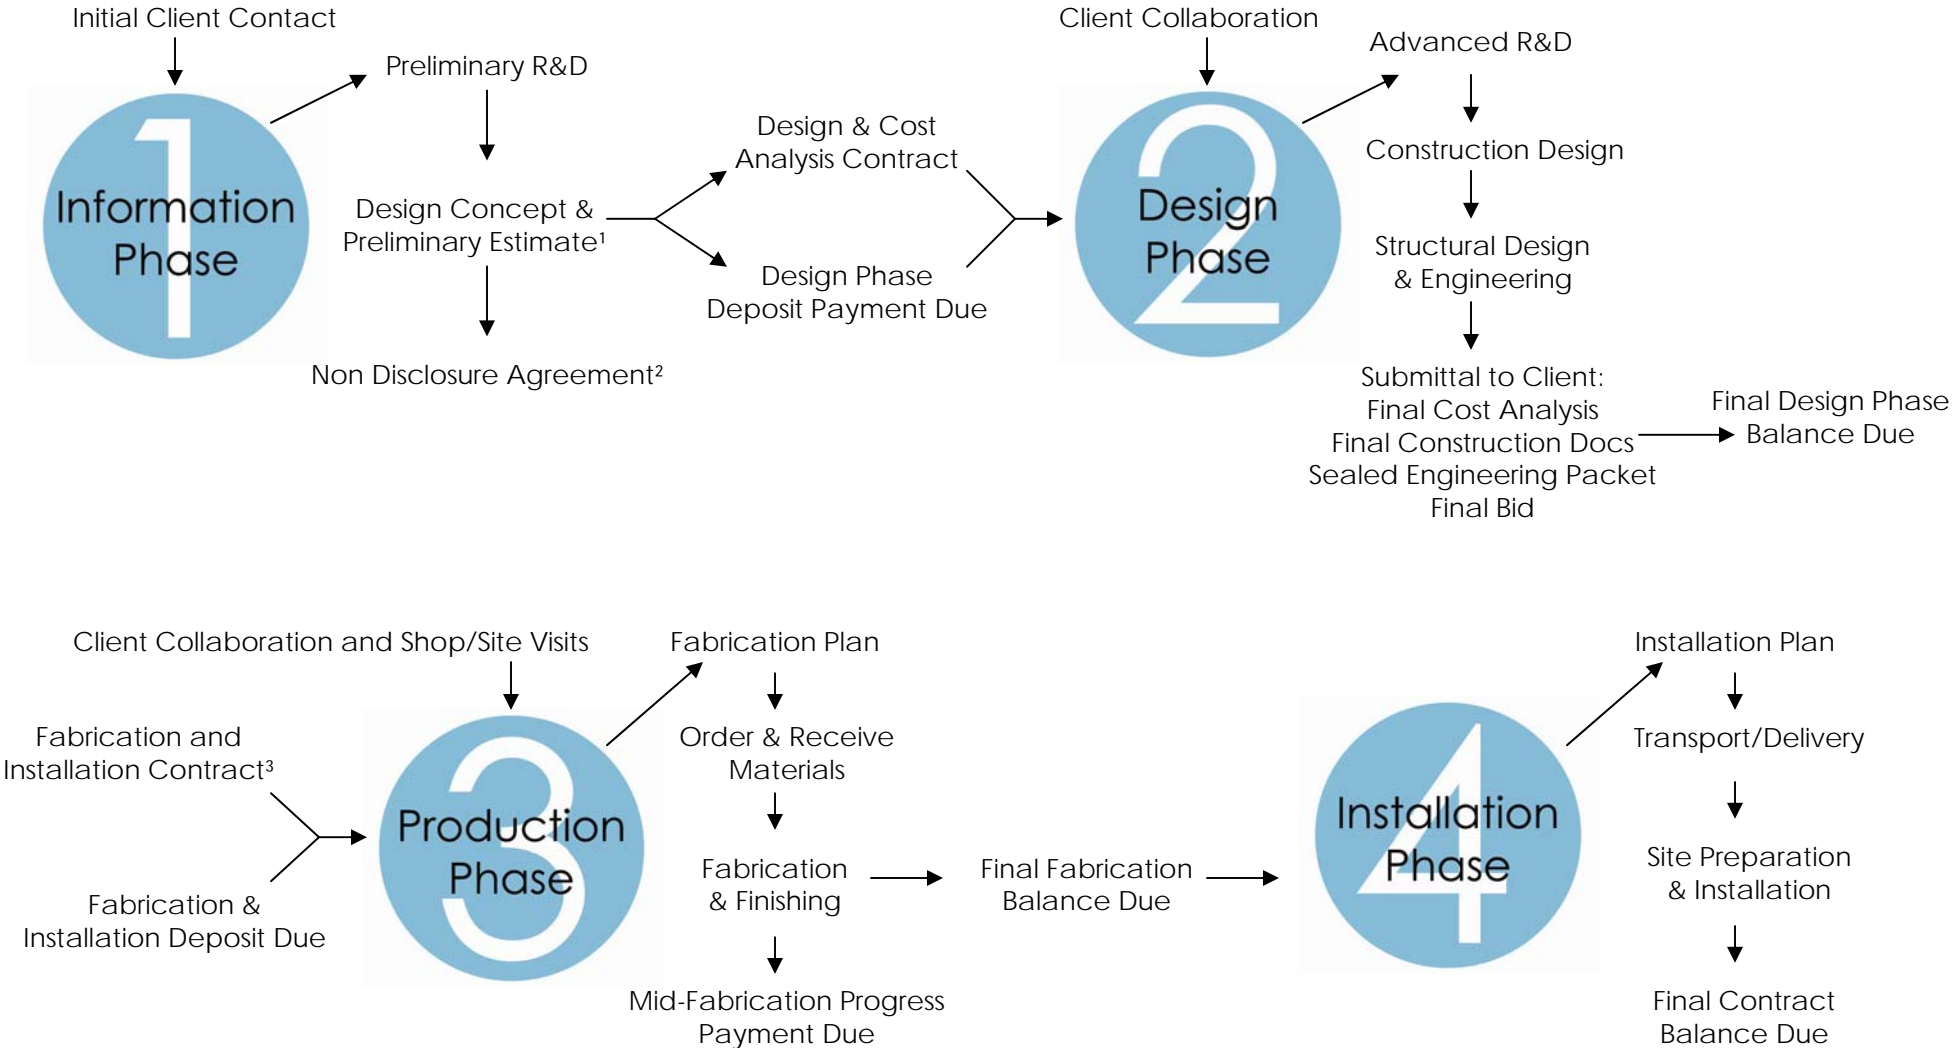 Initial Client Contact
Preliminary R&D
1
Information
Phase
Design Concept &
Preliminary Estimate¹
Non Disclosure Agreement²
Design & Cost
Analysis Contract
Design Phase
Deposit Payment Due
Client Collaboration
2
Design
Phase
Advanced R&D
Construction Design
Structural Design
& Engineering
Submittal to Client:
Final Cost Analysis
Final Construction Docs
Sealed Engineering Packet
Final Bid
Final Design Phase
Balance Due
Client Collaboration and Shop/Site Visits
Fabrication and
Installation Contract³
Fabrication &
Installation Deposit Due
3
Production
Phase
Fabrication Plan
Order & Receive
Materials
Fabrication
& Finishing
Mid-Fabrication Progress
Payment Due
Final Fabrication
Balance Due
4
Installation
Phase
Installation Plan
Transport/Delivery
Site Preparation
& Installation
Final Contract
Balance Due